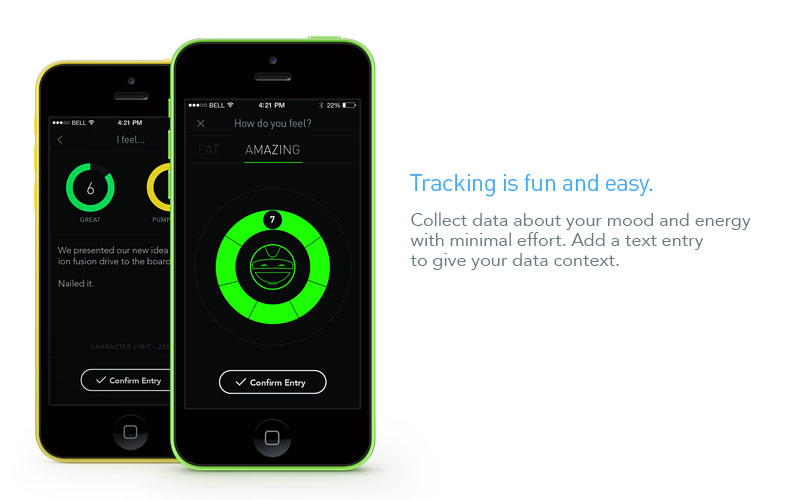 ●●●○○ BELL 4:21 PM
I feel...
6
GREAT
PUMP
We presented our new idea
ion fusion drive to the board
Nailed it.
CHARACTER LIMIT - 285
Confirm Entry
●●●○○ BELL 4:21 PM 22%
How do you feel?
EAT AMAZING
7
Confirm Entry
Tracking is fun and easy.
Collect data about your mood and energy
with minimal effort. Add a text entry
to give your data context.